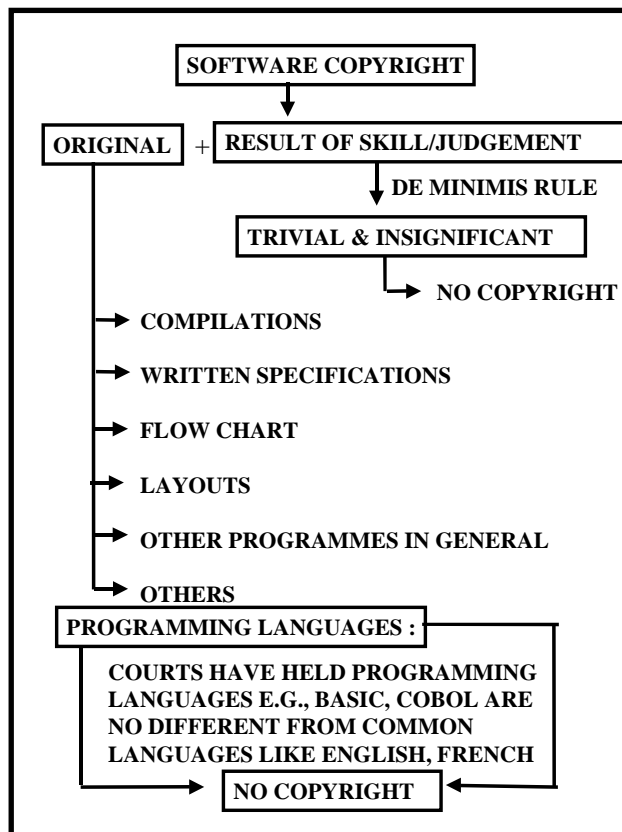 SOFTWARE COPYRIGHT
ORIGINAL + RESULT OF SKILL/JUDGEMENT
DE MINIMIS RULE
TRIVIAL & INSIGNIFICANT
NO COPYRIGHT
COMPILATIONS
WRITTEN SPECIFICATIONS
FLOW CHART
LAYOUTS
OTHER PROGRAMMES IN GENERAL
OTHERS
PROGRAMMING LANGUAGES :
COURTS HAVE HELD PROGRAMMING
LANGUAGES E.G., BASIC, COBOL ARE
NO DIFFERENT FROM COMMON
LANGUAGES LIKE ENGLISH, FRENCH
NO COPYRIGHT